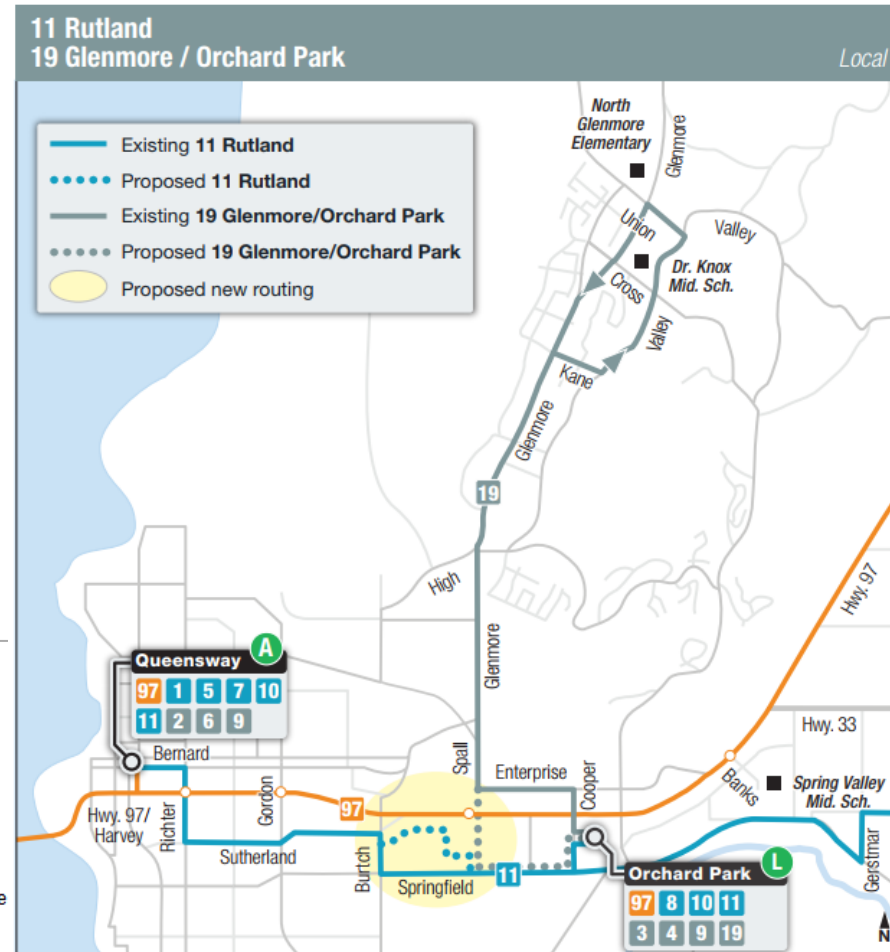 11 Rutland
19 Glenmore / Orchard Park
Local
Existing 11 Rutland
Proposed 11 Rutland
Existing 19 Glenmore/Orchard Park
Proposed 19 Glenmore/Orchard Park
Proposed new routing
North
Glenmore
Elementary
Glenmore
Union
Valley
Dr. Knox
Mid. Sch.
Cross
Valley
Kane
Glenmore
19
High
Hwy. 97
Glenmore
Queensway A
97 1 5 7 10
11 2 6 9
Bernard
Hwy. 33
Spall
Enterprise
Cooper
Banks
Spring Valley
Mid. Sch.
Hwy. 97/
Harvey
Richter
Gordon
97
Sutherland
Burtch
Springfield
11
Gerstmar
Orchard Park L
97 8 10 11
3 4 9 19
e
N